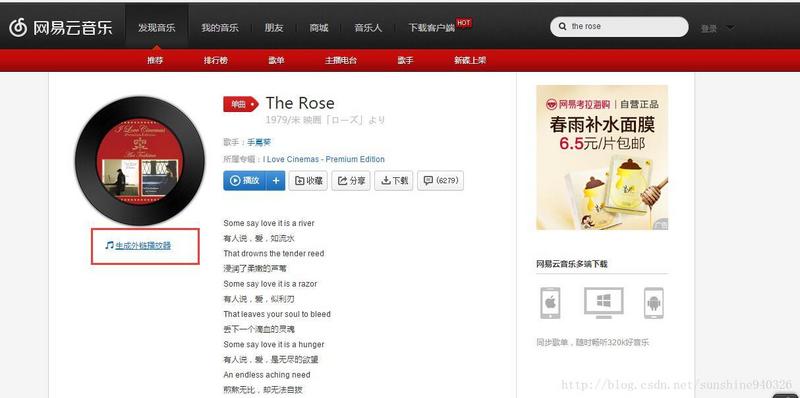 网易云音乐
发现音乐 我的音乐 朋友 商城 音乐人 下载客户端 HOT
the rose
登录
推荐 排行榜 歌单 主播电台 歌手 新碟上架
单曲 The Rose
1979/米 映画「ローズ」より
歌手：手嶌葵
所属专辑：I Love Cinemas - Premium Edition
播放 + 收藏 分享 下载 (6279)
I Love Cinemas
生成外链播放器
Some say love it is a river
有人说，爱，如流水
That drowns the tender reed
浸润了柔嫩的芦苇
Some say love it is a razor
有人说，爱，似利刃
That leaves your soul to bleed
丢下一个滴血的灵魂
Some say love it is a hunger
有人说，爱，是无尽的欲望
An endless aching need
煎熬无比，却无法自拔
网易考拉海购 | 自营正品
春雨补水面膜
6.5元/片包邮
广告
网易云音乐多端下载
同步歌单，随时畅听320k好音乐
http://blog.csdn.net/sunshine940326